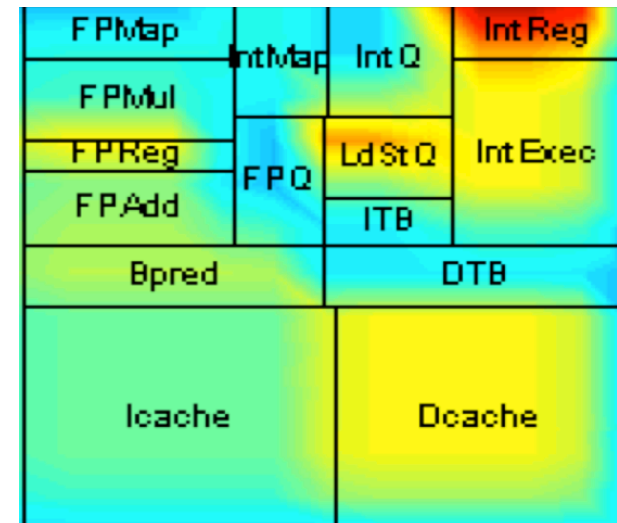 FPMap
IntMap
IntQ
IntReg
FPMul
FPReg
FPAdd
FPQ
LdStQ
IntExec
ITB
Bpred
DTB
Icache
Dcache